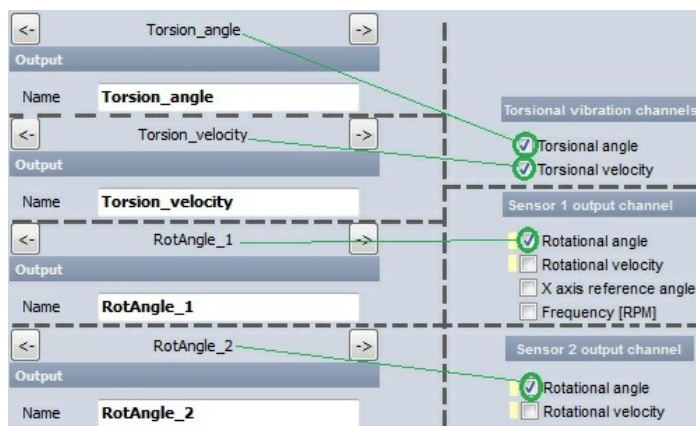 <- Torsion_angle ->
Output
Name Torsion_angle
<- Torsion_velocity ->
Output
Name Torsion_velocity
<- RotAngle_1 ->
Output
Name RotAngle_1
<- RotAngle_2 ->
Output
Name RotAngle_2
Torsional vibration channels
Torsional angle
Torsional velocity
Sensor 1 output channel
Rotational angle
Rotational velocity
X axis reference angle
Frequency [RPM]
Sensor 2 output channel
Rotational angle
Rotational velocity